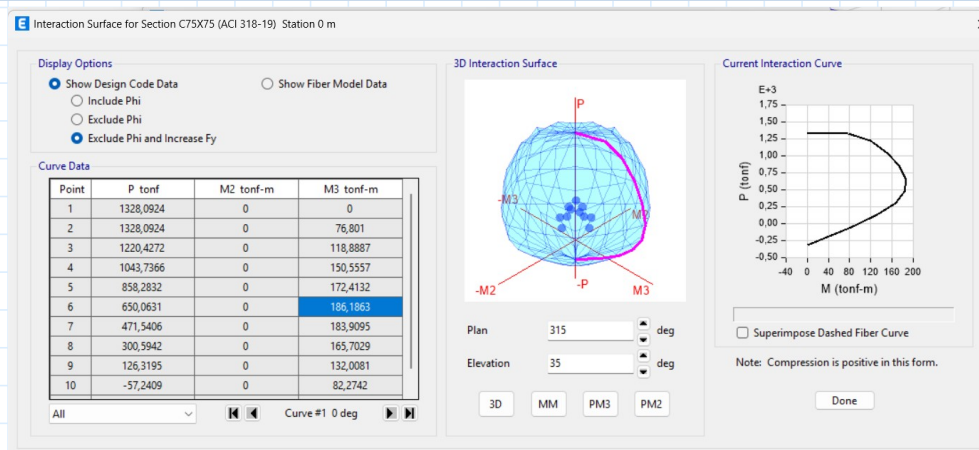 Interaction Surface for Section C75X75 (ACI 318-19) Station 0 m
Display Options
Show Design Code Data
Show Fiber Model Data
Include Phi
Exclude Phi
Exclude Phi and Increase Fy
Curve Data
Point P tonf M2 tonf-m M3 tonf-m
1 1328,0924 0 0
2 1328,0924 0 76,801
3 1220,4272 0 118,8887
4 1043,7366 0 150,5557
5 858,2832 0 172,4132
6 650,0631 0 186,1863
7 471,5406 0 183,9095
8 300,5942 0 165,7029
9 126,3195 0 132,0081
10 -57,2409 0 82,2742
All
Curve #1 0 deg
3D Interaction Surface
P
-M3
M2
-M2
-P
M3
Plan 315 deg
Elevation 35 deg
3D MM PM3 PM2
Current Interaction Curve
E+3
1,75
1,50
1,25
1,00
0,75
0,50
0,25
0,00
-0,25
-0,50
P (tonf)
-40 0 40 80 120 160 200
M (tonf-m)
Superimpose Dashed Fiber Curve
Note: Compression is positive in this form.
Done